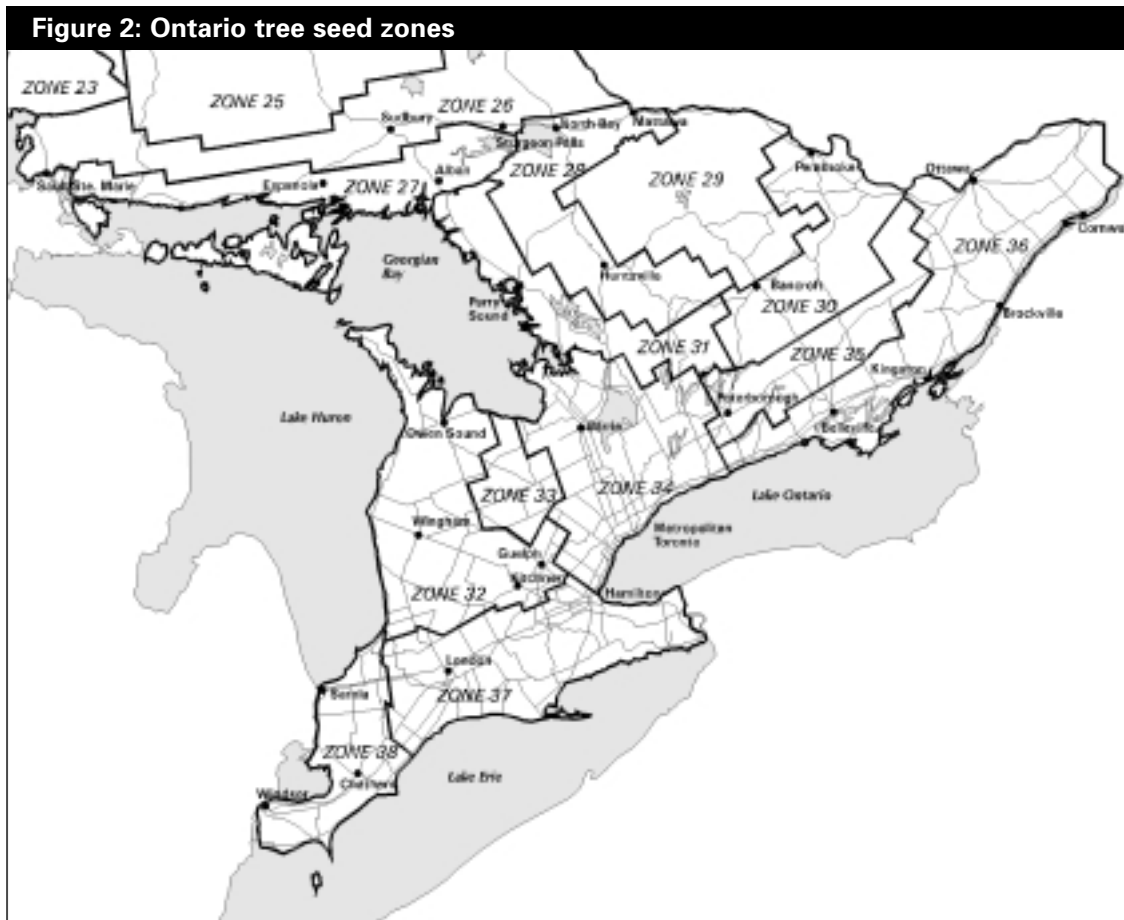 Figure 2: Ontario tree seed zones
ZONE 23
ZONE 25
ZONE 26
Sudbury
North Bay
Mattawa
Sturgeon Falls
Pembroke
Ottawa
Sault Ste. Marie
Espanola
ZONE 27
Alban
ZONE 28
ZONE 29
Cornwa
ZONE 36
Georgian
Bay
Huntsville
Bancroft
Parry
Sound
ZONE 30
Brockville
ZONE 31
ZONE 35
Kingston
Peterborough
Lake Huron
Owen Sound
Barrie
Belleville
ZONE 33
ZONE 34
Lake Ontario
Wingham
Metropolitan
Toronto
Guelph
Kitchener
ZONE 32
Hamilton
London
Sarnia
ZONE 37
ZONE 38
Chatham
Lake Erie
Windsor